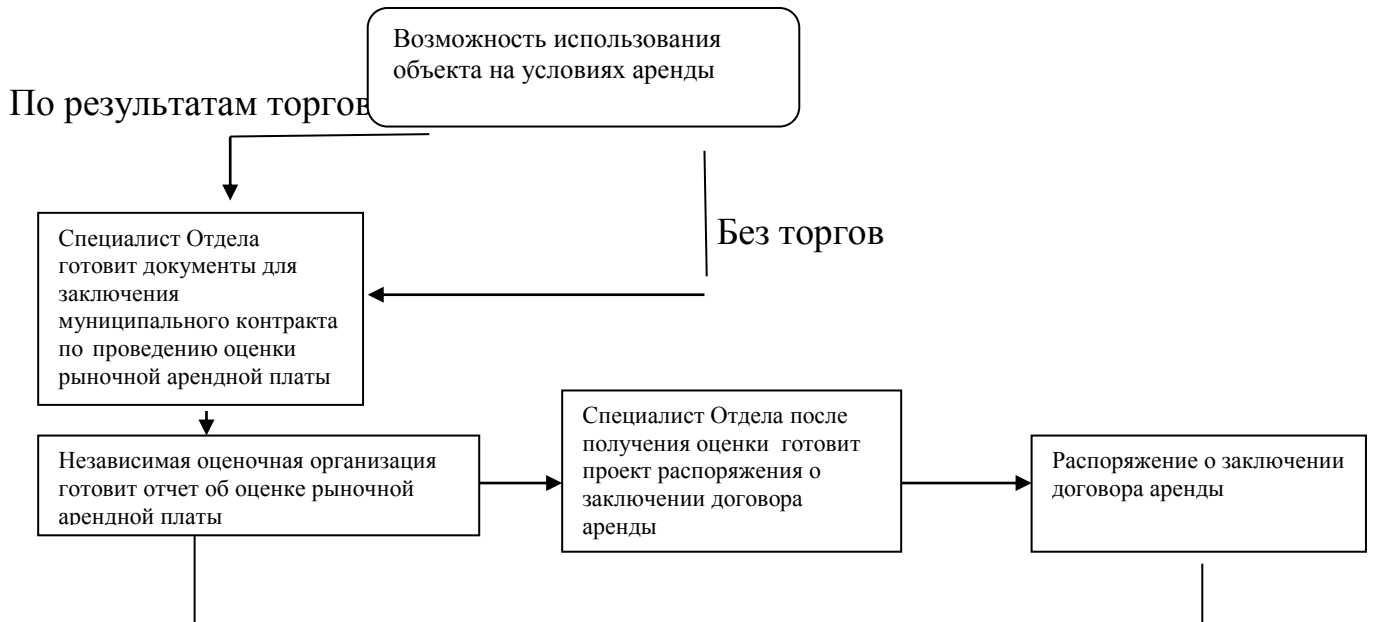 Возможность использования
объекта на условиях аренды
По результатам торгов
Без торгов
Специалист Отдела
готовит документы для
заключения
муниципального контракта
по проведению оценки
рыночной арендной платы
Независимая оценочная организация
готовит отчет об оценке рыночной
арендной платы
Специалист Отдела после
получения оценки готовит
проект распоряжения о
заключении договора
аренды
Распоряжение о заключении
договора аренды